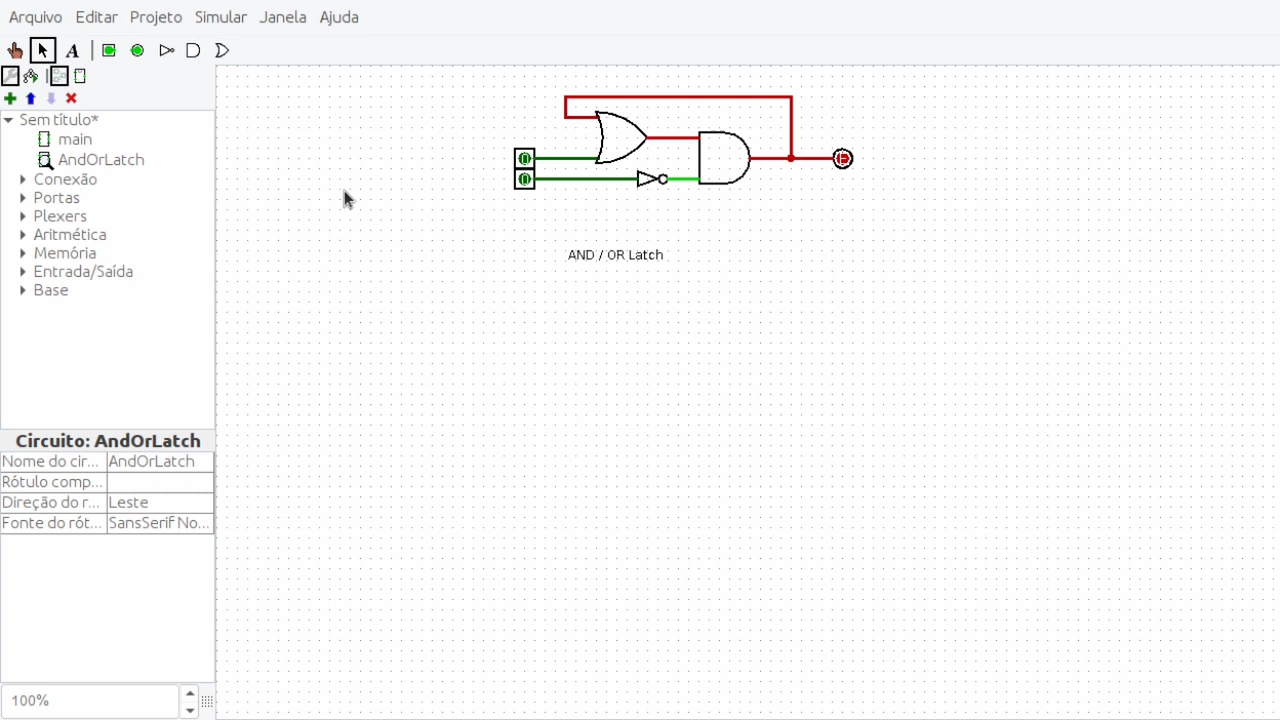 Arquivo Editar Projeto Simular Janela Ajuda
A
Sem título*
main
AndOrLatch
Conexão
Portas
Plexers
Aritmética
Memória
Entrada/Saída
Base
0
0
E
AND / OR Latch
Circuito: AndOrLatch
Nome do cir... AndOrLatch
Rótulo comp...
Direção do r... Leste
Fonte do rót... SansSerif No...
100%